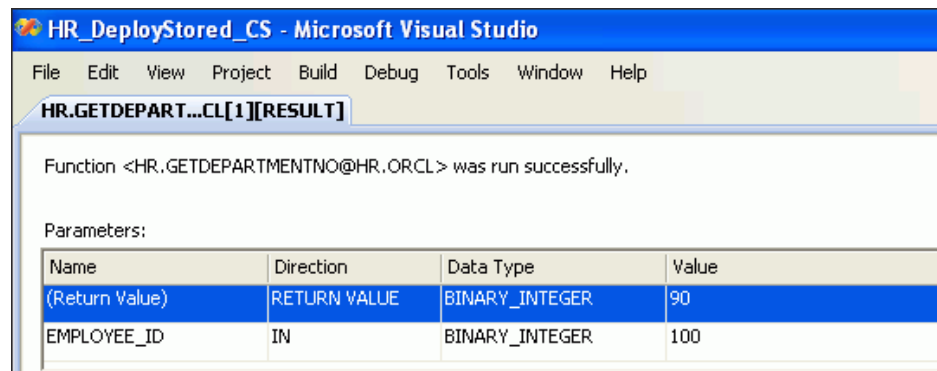 HR_DeployStored_CS - Microsoft Visual Studio
File Edit View Project Build Debug Tools Window Help
HR.GETDEPART...CL[1][RESULT]
Function <HR.GETDEPARTMENTNO@HR.ORCL> was run successfully.
Parameters:
Name Direction Data Type Value
(Return Value) RETURN VALUE BINARY_INTEGER 90
EMPLOYEE_ID IN BINARY_INTEGER 100